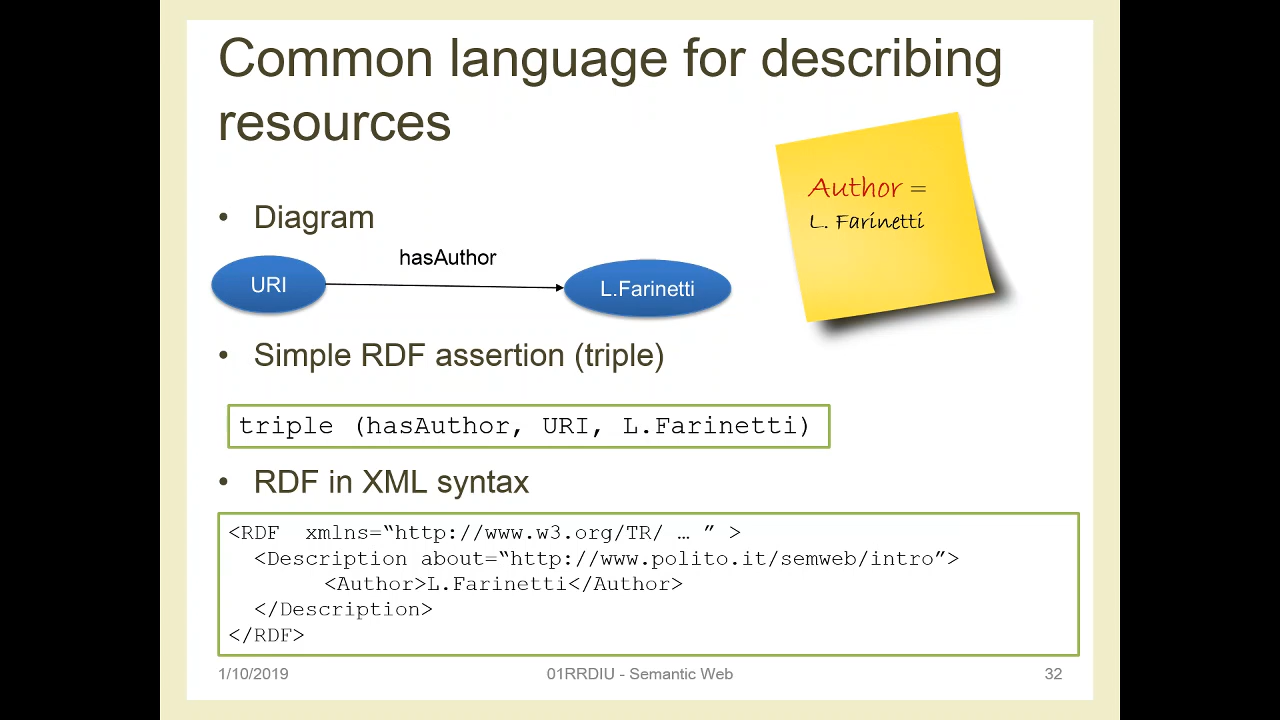 Common language for describing
resources
Author =
L. Farinetti
• Diagram
hasAuthor
URI
L.Farinetti
• Simple RDF assertion (triple)
triple (hasAuthor, URI, L.Farinetti)
• RDF in XML syntax
<RDF xmlns=“http://www.w3.org/TR/ … ” >
<Description about=“http://www.polito.it/semweb/intro”>
<Author>L.Farinetti</Author>
</Description>
</RDF>
1/10/2019
01RRDIU - Semantic Web
32